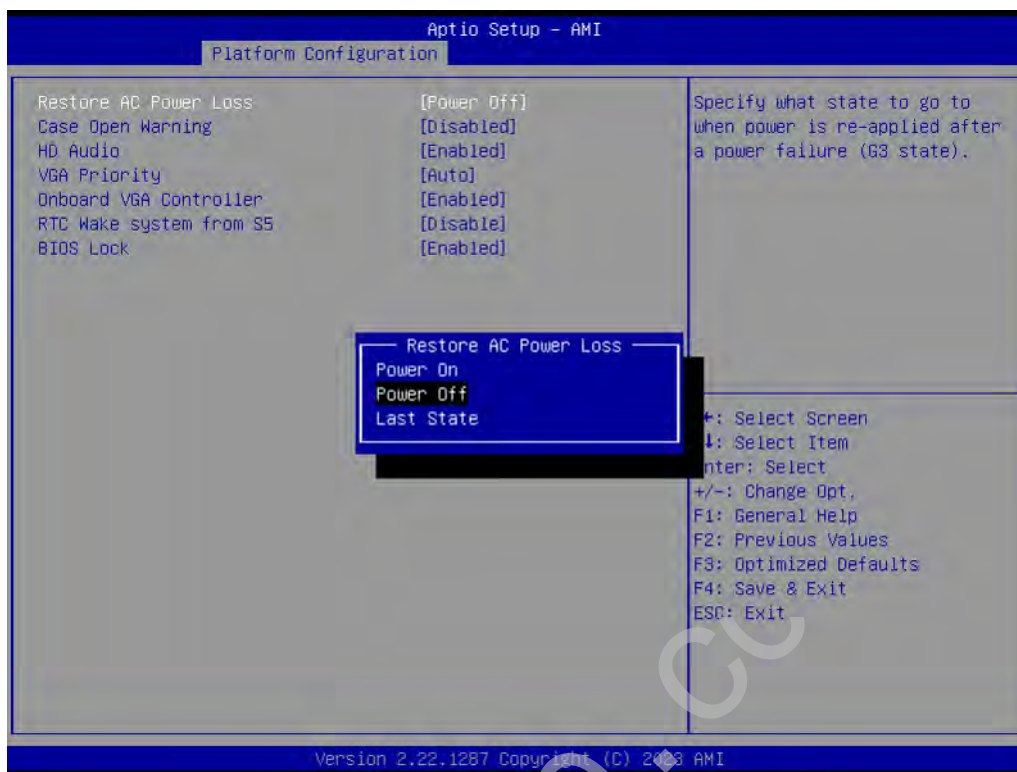 Aptio Setup – AMI
Platform Configuration
Restore AC Power Loss [Power Off]
Case Open Warning [Disabled]
HD Audio [Enabled]
VGA Priority [Auto]
Onboard VGA Controller [Enabled]
RTC Wake system from S5 [Disable]
BIOS Lock [Enabled]
Specify what state to go to
when power is re-applied after
a power failure (G3 state).
Restore AC Power Loss
Power On
Power Off
Last State
←: Select Screen
↓: Select Item
nter: Select
+/-: Change Opt.
F1: General Help
F2: Previous Values
F3: Optimized Defaults
F4: Save & Exit
ESC: Exit
Version 2.22.1287 Copyright (C) 2023 AMI